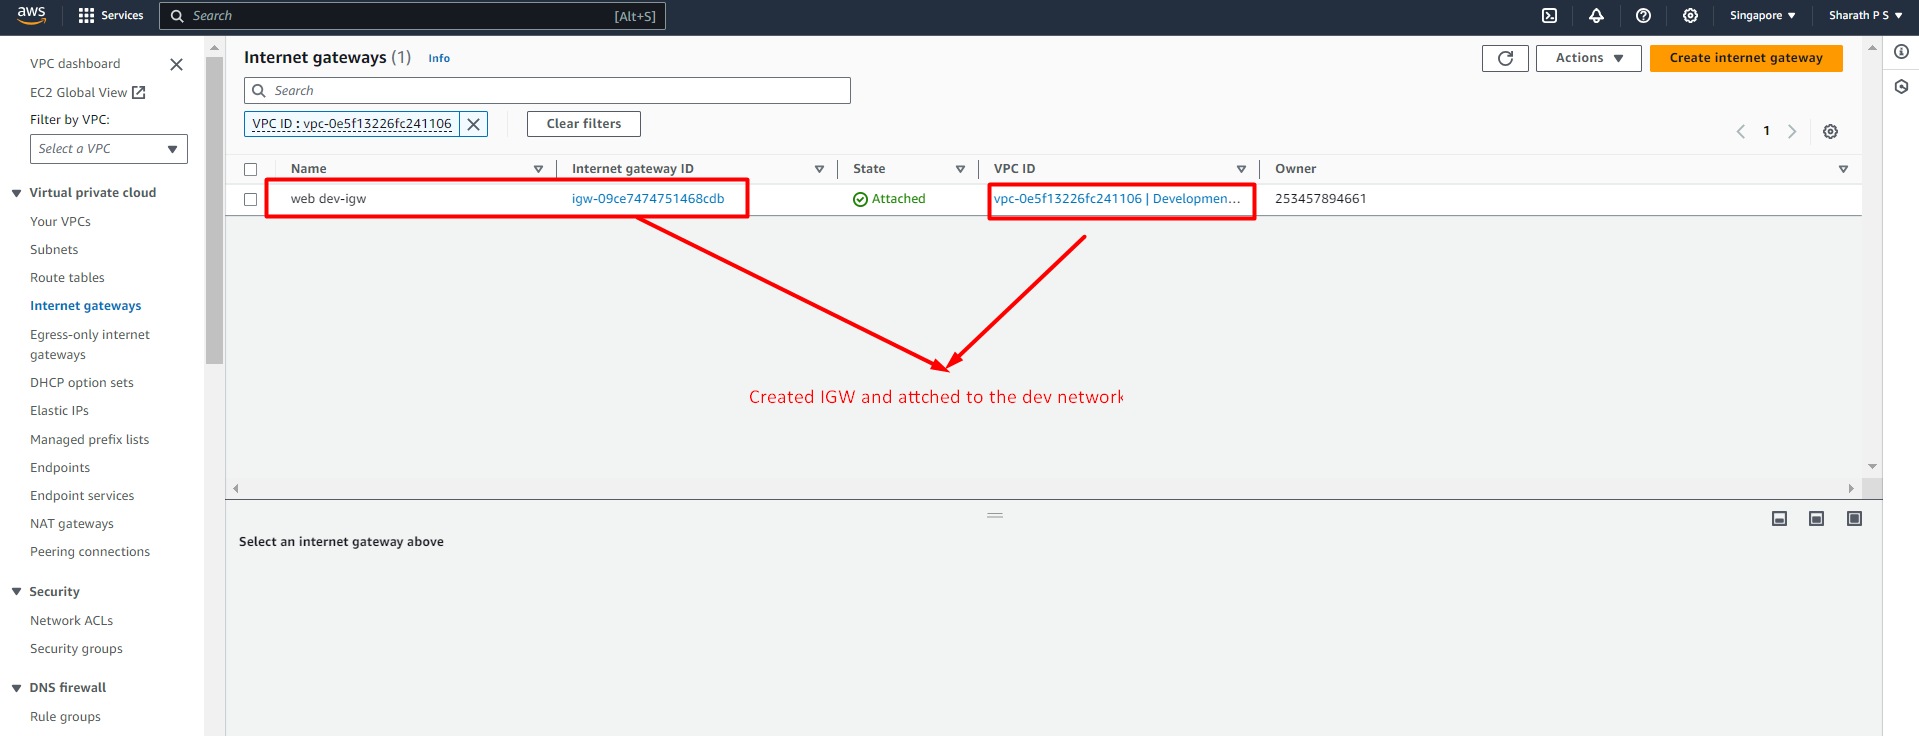 aws Services Search [Alt+S] Singapore Sharath P S
VPC dashboard
EC2 Global View
Filter by VPC:
Select a VPC
Virtual private cloud
Your VPCs
Subnets
Route tables
Internet gateways
Egress-only internet
gateways
DHCP option sets
Elastic IPs
Managed prefix lists
Endpoints
Endpoint services
NAT gateways
Peering connections
Security
Network ACLs
Security groups
DNS firewall
Rule groups
Internet gateways (1) Info Actions Create internet gateway
Search
VPC ID : vpc-0e5f13226fc241106 Clear filters 1
Name Internet gateway ID State VPC ID Owner
web dev-igw igw-09ce7474751468cdb Attached vpc-0e5f13226fc241106 | Developmen… 253457894661
Created IGW and attched to the dev network
Select an internet gateway above